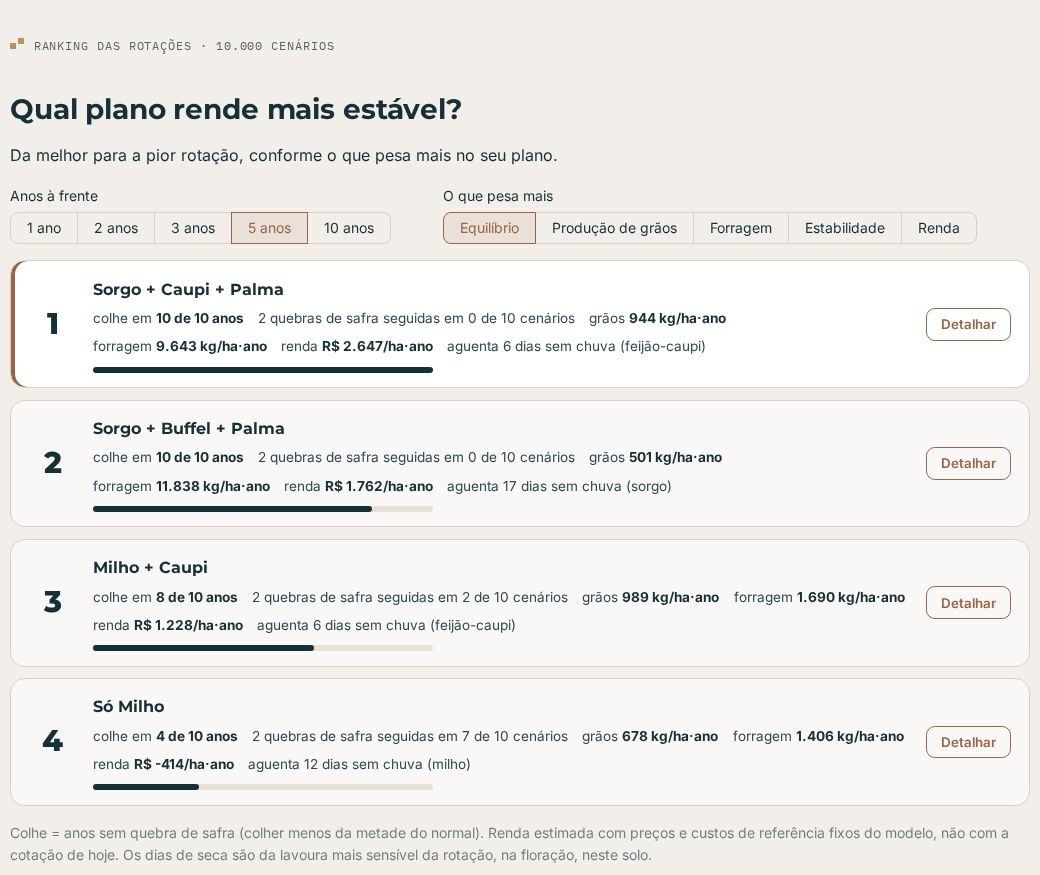 RANKING DAS ROTAÇÕES · 10.000 CENÁRIOS
Qual plano rende mais estável?
Da melhor para a pior rotação, conforme o que pesa mais no seu plano.
Anos à frente
1 ano 2 anos 3 anos 5 anos 10 anos
O que pesa mais
Equilíbrio Produção de grãos Forragem Estabilidade Renda
1
Sorgo + Caupi + Palma
colhe em 10 de 10 anos 2 quebras de safra seguidas em 0 de 10 cenários grãos 944 kg/ha·ano
forragem 9.643 kg/ha·ano renda R$ 2.647/ha·ano aguenta 6 dias sem chuva (feijão-caupi)
Detalhar
2
Sorgo + Buffel + Palma
colhe em 10 de 10 anos 2 quebras de safra seguidas em 0 de 10 cenários grãos 501 kg/ha·ano
forragem 11.838 kg/ha·ano renda R$ 1.762/ha·ano aguenta 17 dias sem chuva (sorgo)
Detalhar
3
Milho + Caupi
colhe em 8 de 10 anos 2 quebras de safra seguidas em 2 de 10 cenários grãos 989 kg/ha·ano forragem 1.690 kg/ha·ano
renda R$ 1.228/ha·ano aguenta 6 dias sem chuva (feijão-caupi)
Detalhar
4
Só Milho
colhe em 4 de 10 anos 2 quebras de safra seguidas em 7 de 10 cenários grãos 678 kg/ha·ano forragem 1.406 kg/ha·ano
renda R$ -414/ha·ano aguenta 12 dias sem chuva (milho)
Detalhar
Colhe = anos sem quebra de safra (colher menos da metade do normal). Renda estimada com preços e custos de referência fixos do modelo, não com a
cotação de hoje. Os dias de seca são da lavoura mais sensível da rotação, na floração, neste solo.